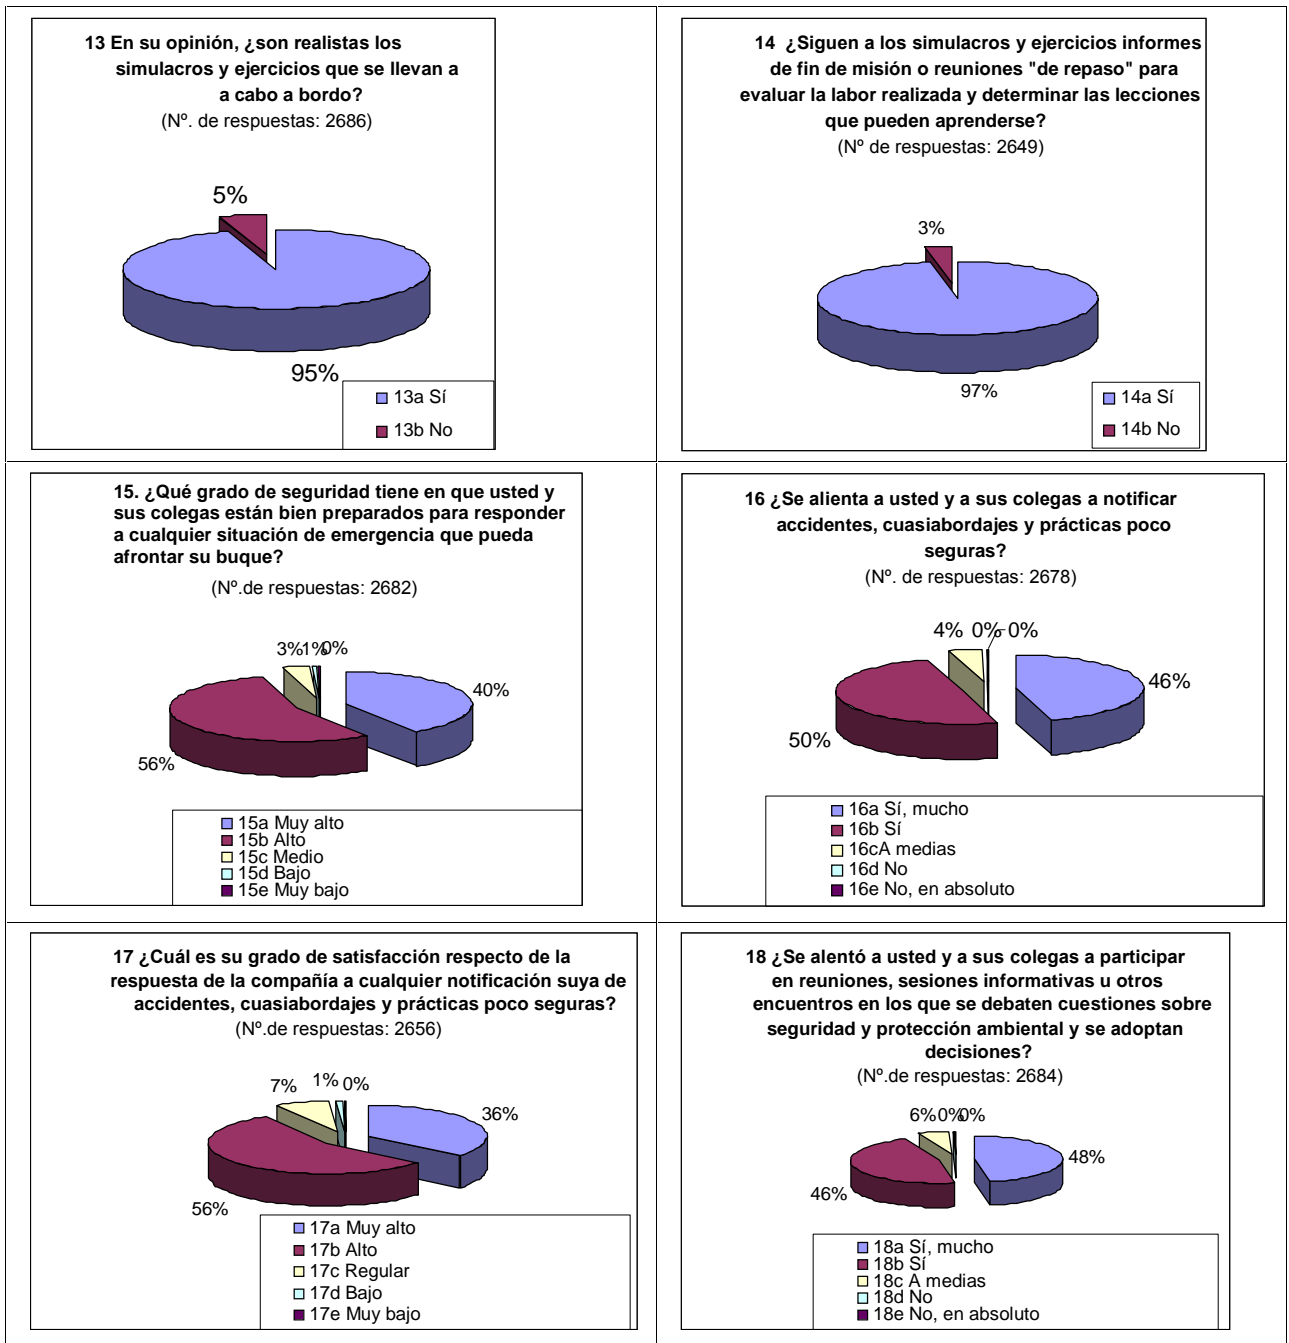 13 En su opinión, ¿son realistas los
simulacros y ejercicios que se llevan a
a cabo a bordo?
(Nº. de respuestas: 2686)
5%
95%
13a Sí
13b No
14 ¿Siguen a los simulacros y ejercicios informes
de fin de misión o reuniones "de repaso" para
evaluar la labor realizada y determinar las lecciones
que pueden aprenderse?
(Nº de respuestas: 2649)
3%
97%
14a Sí
14b No
15. ¿Qué grado de seguridad tiene en que usted y
sus colegas están bien preparados para responder
a cualquier situación de emergencia que pueda
afrontar su buque?
(Nº.de respuestas: 2682)
3% 1% 0%
40%
56%
15a Muy alto
15b Alto
15c Medio
15d Bajo
15e Muy bajo
16 ¿Se alienta a usted y a sus colegas a notificar
accidentes, cuasiabordajes y prácticas poco
seguras?
(Nº. de respuestas: 2678)
4% 0% 0%
46%
50%
16a Sí, mucho
16b Sí
16cA medias
16d No
16e No, en absoluto
17 ¿Cuál es su grado de satisfacción respecto de la
respuesta de la compañía a cualquier notificación suya de
accidentes, cuasiabordajes y prácticas poco seguras?
(Nº.de respuestas: 2656)
7% 1% 0%
36%
56%
17a Muy alto
17b Alto
17c Regular
17d Bajo
17e Muy bajo
18 ¿Se alentó a usted y a sus colegas a participar
en reuniones, sesiones informativas u otros
encuentros en los que se debaten cuestiones sobre
seguridad y protección ambiental y se adoptan
decisiones?
(Nº.de respuestas: 2684)
6% 0% 0%
48%
46%
18a Sí, mucho
18b Sí
18c A medias
18d No
18e No, en absoluto